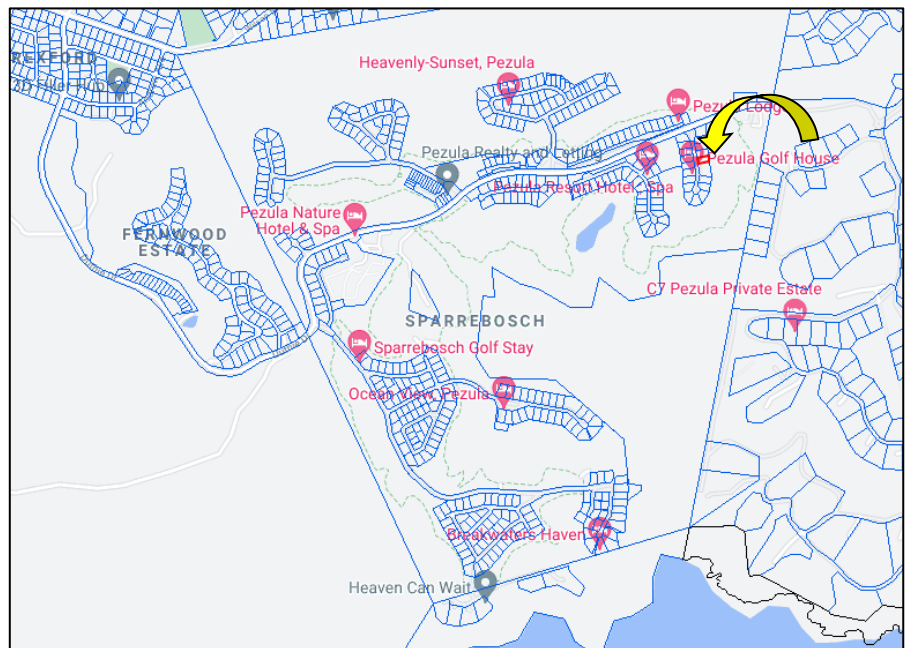 REXFORD
Heavenly-Sunset, Pezula
Pezula Lodge
Pezula Realty and Letting
Pezula Golf House
Pezula Resort Hotel
Spa
Pezula Nature
Hotel & Spa
FERNWOOD
ESTATE
C7 Pezula Private Estate
SPARREBOSCH
Sparrebosch Golf Stay
Ocean View, Pezula
Breakwaters Haven
Heaven Can Wait